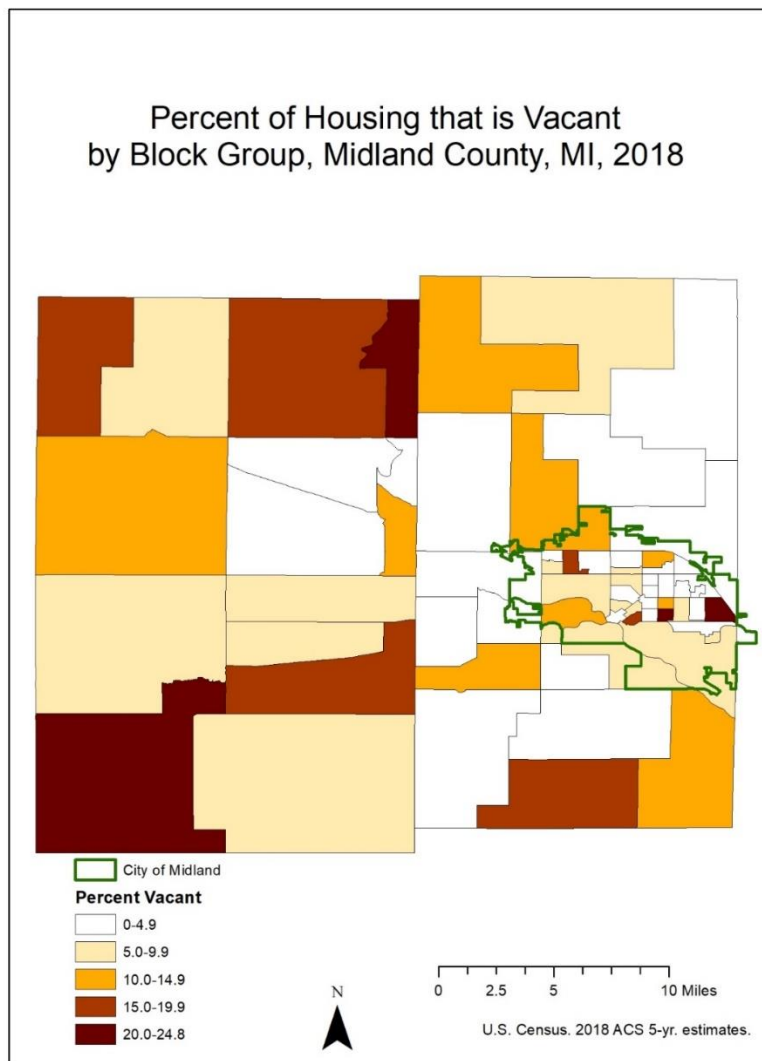 Percent of Housing that is Vacant
by Block Group, Midland County, MI, 2018
City of Midland
Percent Vacant
0-4.9
5.0-9.9
10.0-14.9
15.0-19.9
20.0-24.8
N
0 2.5 5 10 Miles
U.S. Census. 2018 ACS 5-yr. estimates.